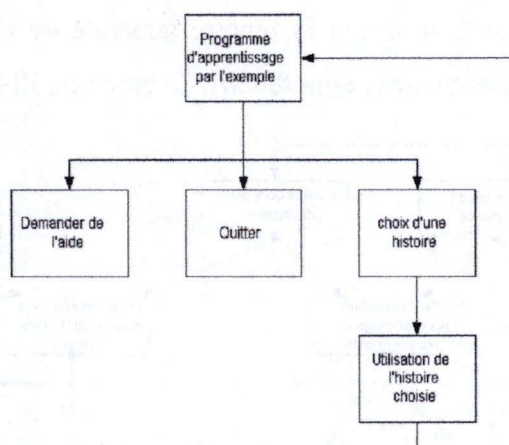 Programme
d'apprentissage
par l'exemple
Demander de
l'aide
Quitter
choix d'une
histoire
Utilisation de
l'histoire
choisie